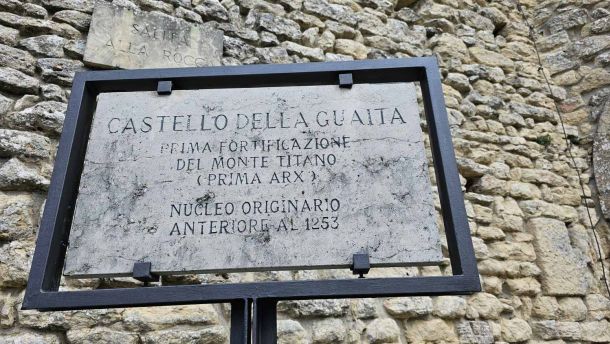 SALITA
ALLA ROCCA
CASTELLO DELLA GUAITA
PRIMA FORTIFICAZIONE
DEL MONTE TITANO
(PRIMA ARX)
NUCLEO ORIGINARIO
ANTERIORE AL 1253